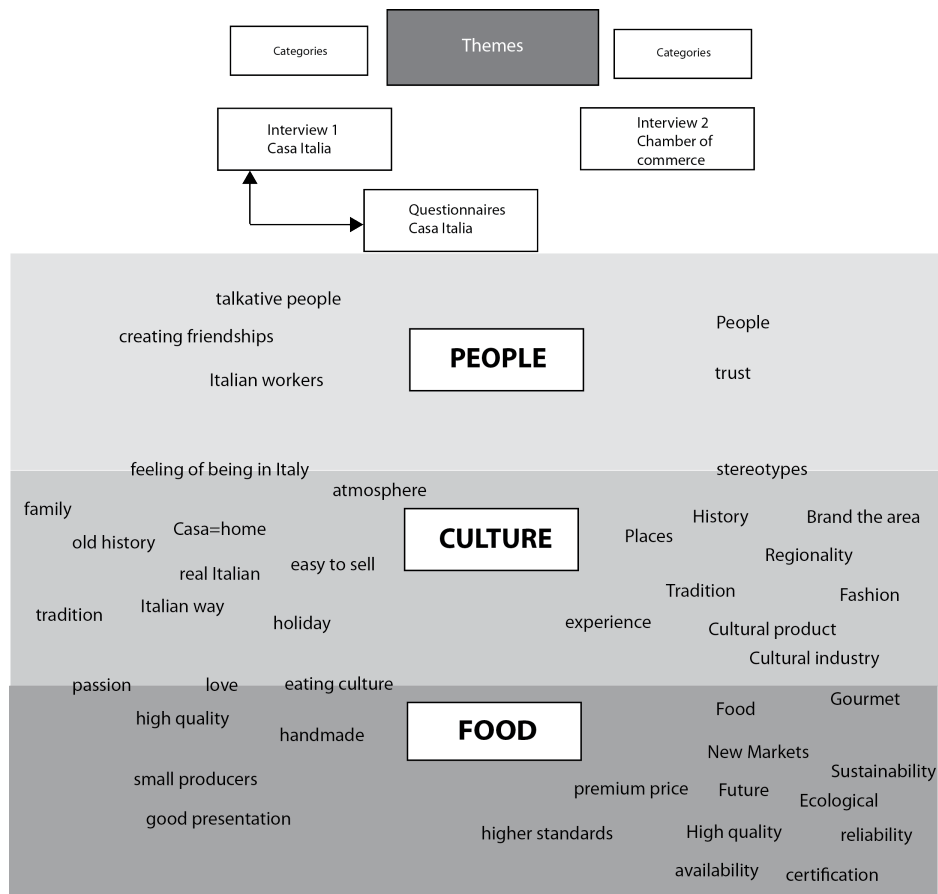 Categories
Themes
Categories
Interview 1
Casa Italia
Interview 2
Chamber of
commerce
Questionnaires
Casa Italia
talkative people
creating friendships
Italian workers
PEOPLE
People
trust
feeling of being in Italy
stereotypes
atmosphere
family
old history
Casa=home
real Italian
easy to sell
tradition
Italian way
holiday
CULTURE
History
Brand the area
Places
Regionality
Tradition
Fashion
experience
Cultural product
Cultural industry
passion
love
eating culture
high quality
handmade
small producers
good presentation
FOOD
Gourmet
Food
New Markets
Sustainability
premium price
Future
Ecological
higher standards
High quality
reliability
availability
certification